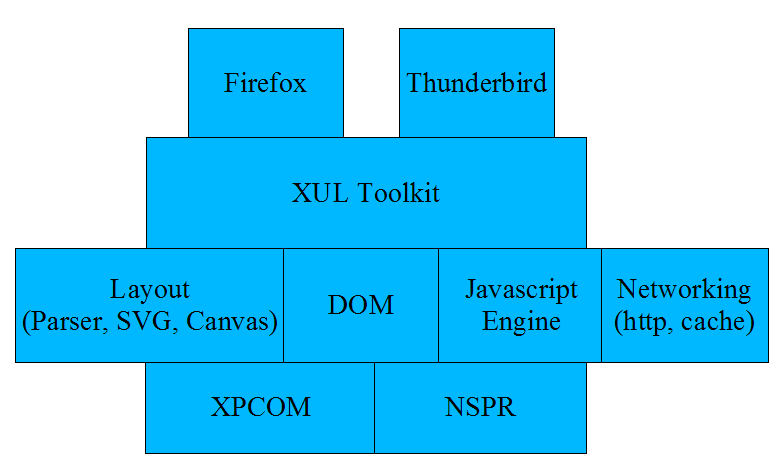 Firefox
Thunderbird
XUL Toolkit
Layout
(Parser, SVG, Canvas)
DOM
Javascript
Engine
Networking
(http, cache)
XPCOM
NSPR